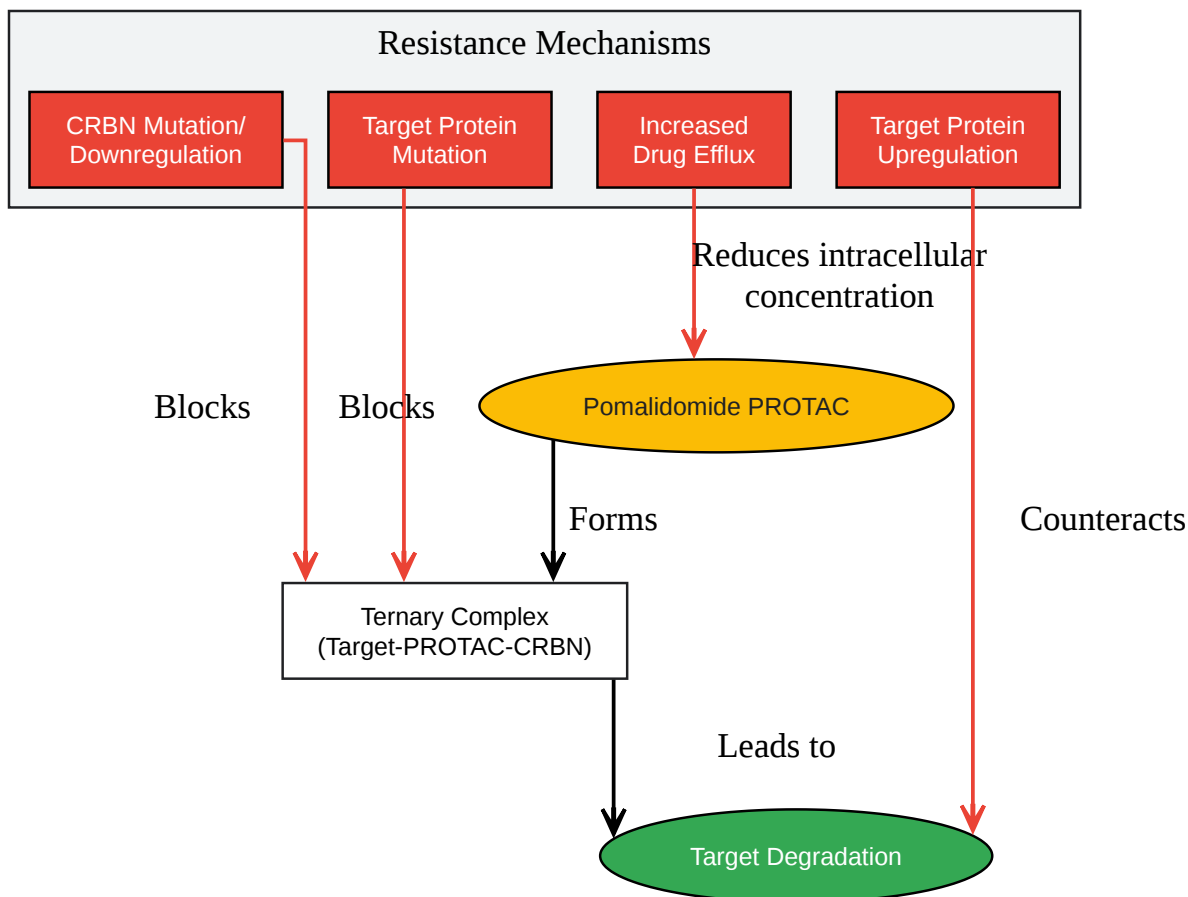 Resistance Mechanisms
CRBN Mutation/
Downregulation
Target Protein
Mutation
Increased
Drug Efflux
Target Protein
Upregulation
Reduces intracellular
concentration
Blocks
Blocks
Pomalidomide PROTAC
Forms
Counteracts
Ternary Complex
(Target-PROTAC-CRBN)
Leads to
Target Degradation